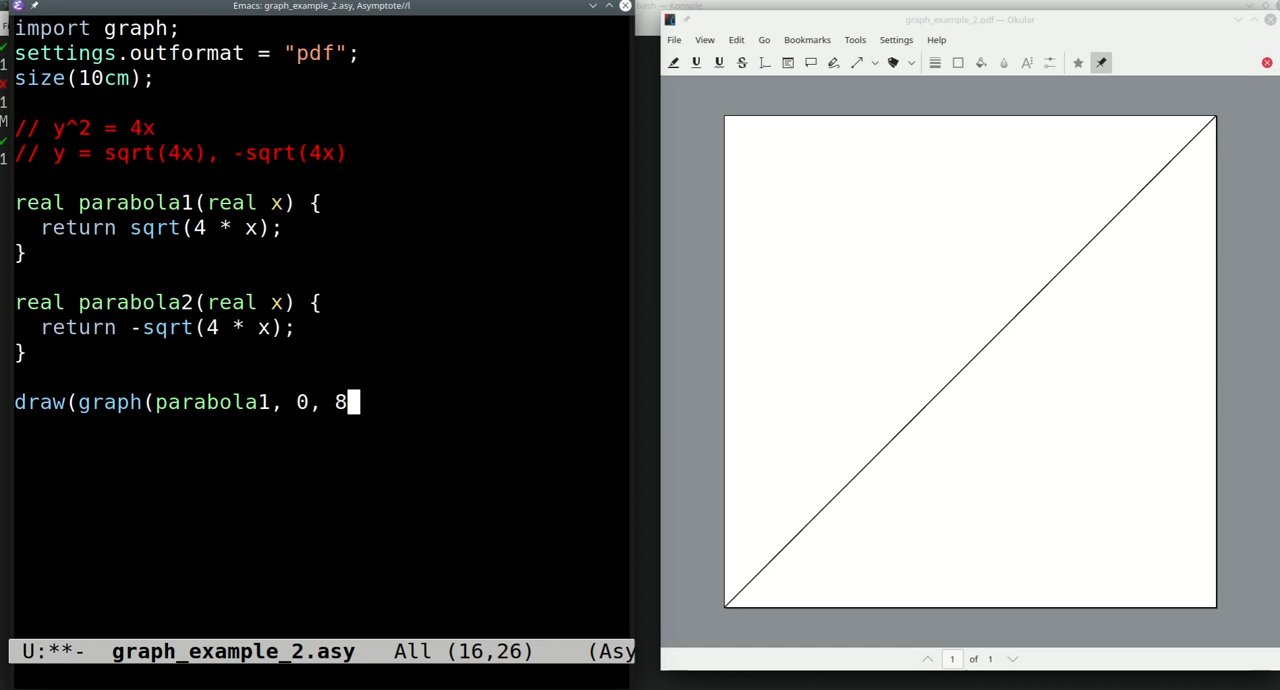 Emacs: graph_example_2.asy, Asymptote//l
import graph;
settings.outformat = "pdf";
size(10cm);
// y^2 = 4x
// y = sqrt(4x), -sqrt(4x)
real parabola1(real x) {
return sqrt(4 * x);
}
real parabola2(real x) {
return -sqrt(4 * x);
}
draw(graph(parabola1, 0, 8
U:**- graph_example_2.asy All (16,26) (Asy
bash — Konsole
graph_example_2.pdf — Okular
File View Edit Go Bookmarks Tools Settings Help
1 of 1